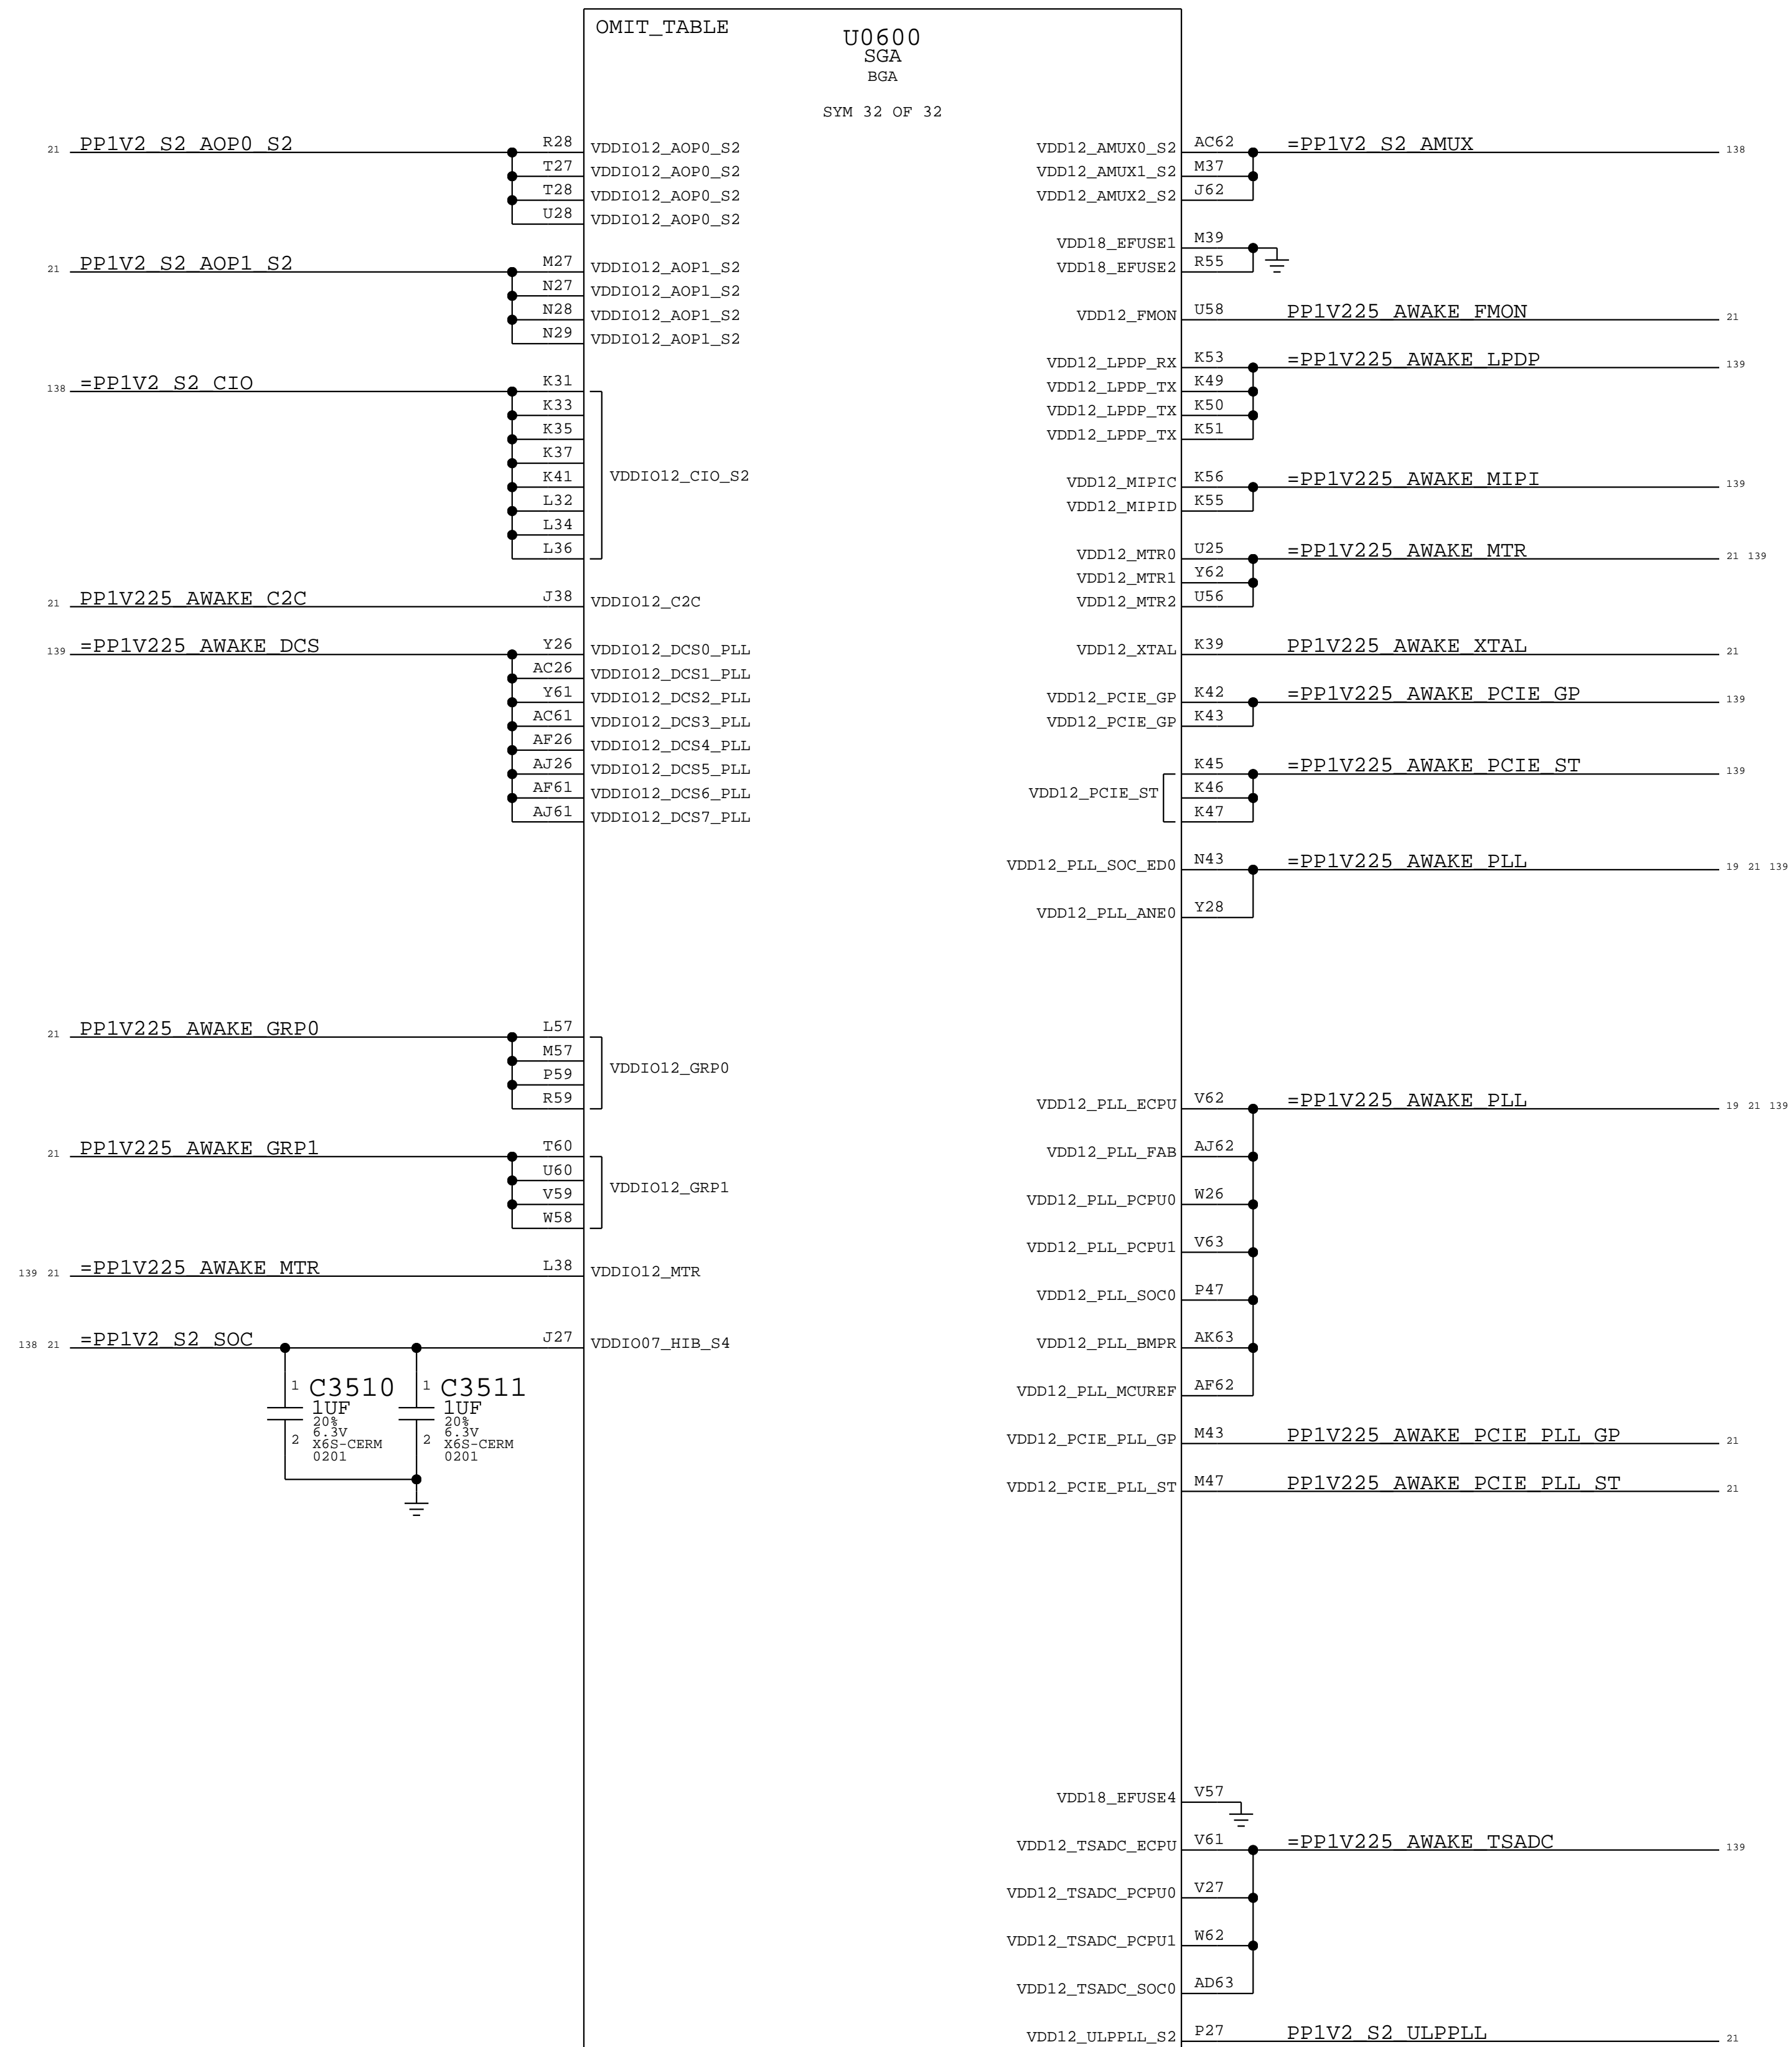 OMIT_TABLE
U0600
SGA
BGA
SYM 32 OF 32
21 PP1V2_S2_AOP0_S2 R28 VDDIO12_AOP0_S2
T27 VDDIO12_AOP0_S2
T28 VDDIO12_AOP0_S2
U28 VDDIO12_AOP0_S2
21 PP1V2_S2_AOP1_S2 M27 VDDIO12_AOP1_S2
N27 VDDIO12_AOP1_S2
N28 VDDIO12_AOP1_S2
N29 VDDIO12_AOP1_S2
138 =PP1V2_S2_CIO K31
K33
K35
K37
K41 VDDIO12_CIO_S2
L32
L34
L36
21 PP1V225_AWAKE_C2C J38 VDDIO12_C2C
139 =PP1V225_AWAKE_DCS Y26 VDDIO12_DCS0_PLL
AC26 VDDIO12_DCS1_PLL
Y61 VDDIO12_DCS2_PLL
AC61 VDDIO12_DCS3_PLL
AF26 VDDIO12_DCS4_PLL
AJ26 VDDIO12_DCS5_PLL
AF61 VDDIO12_DCS6_PLL
AJ61 VDDIO12_DCS7_PLL
21 PP1V225_AWAKE_GRP0 L57
M57
VDDIO12_GRP0
P59
R59
21 PP1V225_AWAKE_GRP1 T60
U60
VDDIO12_GRP1
V59
W58
139 21 =PP1V225_AWAKE_MTR L38 VDDIO12_MTR
138 21 =PP1V2_S2_SOC J27 VDDIO07_HIB_S4
1 C3510
1UF
20%
6.3V
2 X6S-CERM
0201
1 C3511
1UF
20%
6.3V
2 X6S-CERM
0201
VDD12_AMUX0_S2 AC62 =PP1V2_S2_AMUX 138
VDD12_AMUX1_S2 M37
VDD12_AMUX2_S2 J62
VDD18_EFUSE1 M39
VDD18_EFUSE2 R55
VDD12_FMON U58 PP1V225_AWAKE_FMON 21
VDD12_LPDP_RX K53 =PP1V225_AWAKE_LPDP 139
VDD12_LPDP_TX K49
VDD12_LPDP_TX K50
VDD12_LPDP_TX K51
VDD12_MIPIC K56 =PP1V225_AWAKE_MIPI 139
VDD12_MIPID K55
VDD12_MTR0 U25 =PP1V225_AWAKE_MTR 21 139
VDD12_MTR1 Y62
VDD12_MTR2 U56
VDD12_XTAL K39 PP1V225_AWAKE_XTAL 21
VDD12_PCIE_GP K42 =PP1V225_AWAKE_PCIE_GP 139
VDD12_PCIE_GP K43
K45 =PP1V225_AWAKE_PCIE_ST 139
VDD12_PCIE_ST K46
K47
VDD12_PLL_SOC_ED0 N43 =PP1V225_AWAKE_PLL 19 21 139
VDD12_PLL_ANE0 Y28
VDD12_PLL_ECPU V62 =PP1V225_AWAKE_PLL 19 21 139
VDD12_PLL_FAB AJ62
VDD12_PLL_PCPU0 W26
VDD12_PLL_PCPU1 V63
VDD12_PLL_SOC0 P47
VDD12_PLL_BMPR AK63
VDD12_PLL_MCUREF AF62
VDD12_PCIE_PLL_GP M43 PP1V225_AWAKE_PCIE_PLL_GP 21
VDD12_PCIE_PLL_ST M47 PP1V225_AWAKE_PCIE_PLL_ST 21
VDD18_EFUSE4 V57
VDD12_TSADC_ECPU V61 =PP1V225_AWAKE_TSADC 139
VDD12_TSADC_PCPU0 V27
VDD12_TSADC_PCPU1 W62
VDD12_TSADC_SOC0 AD63
VDD12_ULPPLL_S2 P27 PP1V2_S2_ULPPLL 21